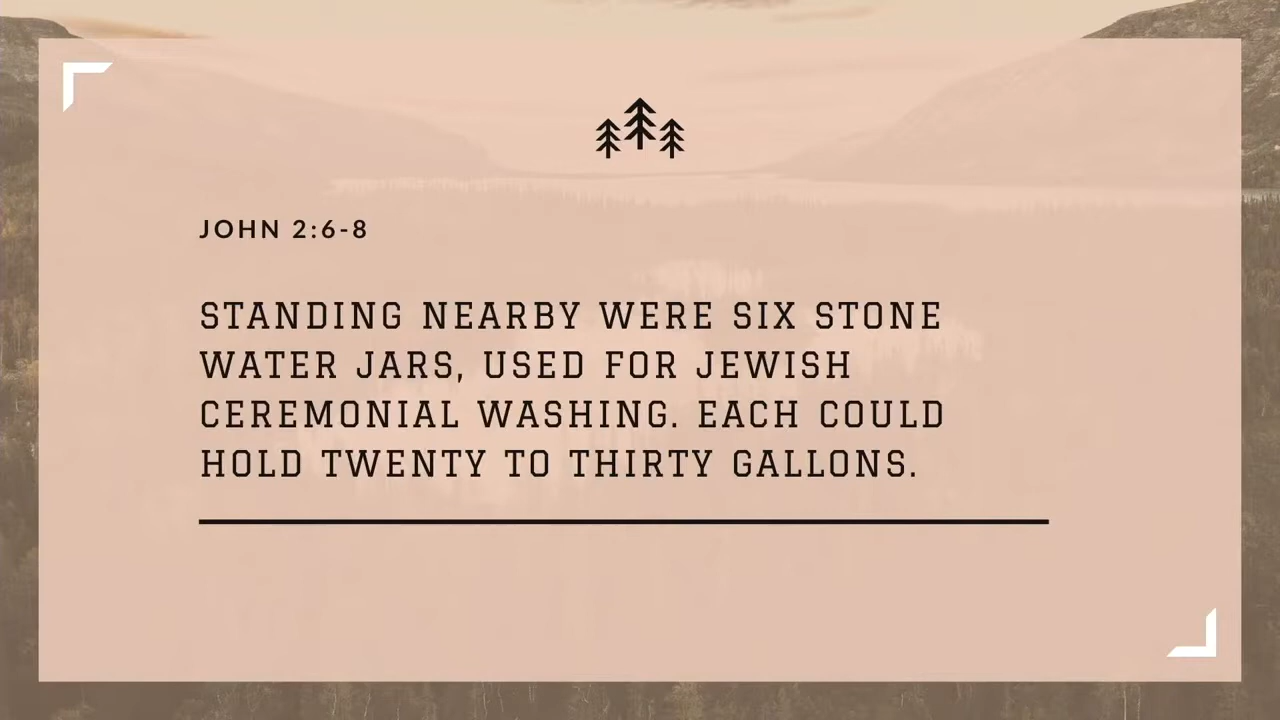 JOHN 2:6-8
STANDING NEARBY WERE SIX STONE
WATER JARS, USED FOR JEWISH
CEREMONIAL WASHING. EACH COULD
HOLD TWENTY TO THIRTY GALLONS.